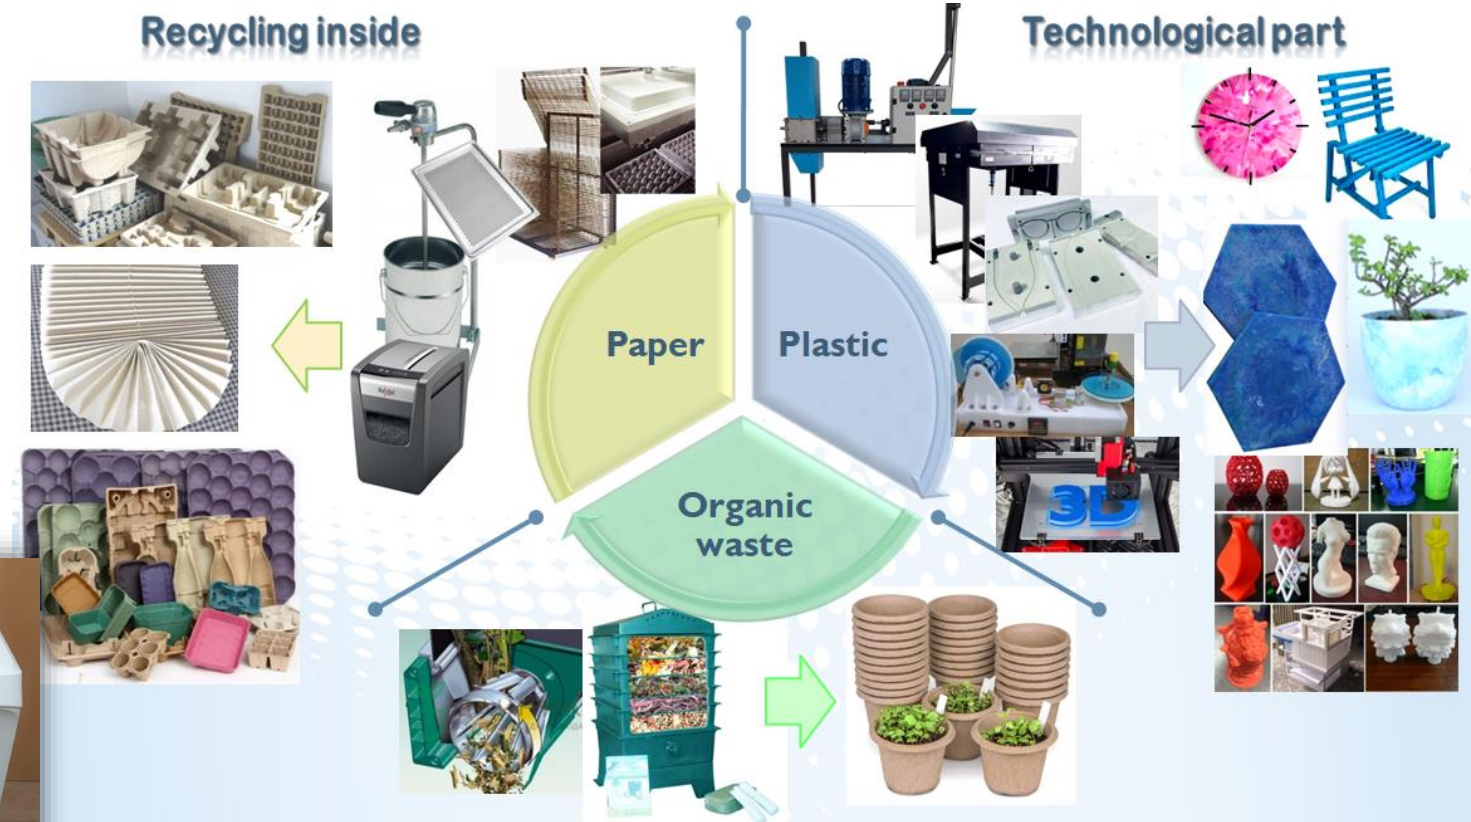 Recycling inside
Technological part
Paper
Plastic
Organic
waste
3D